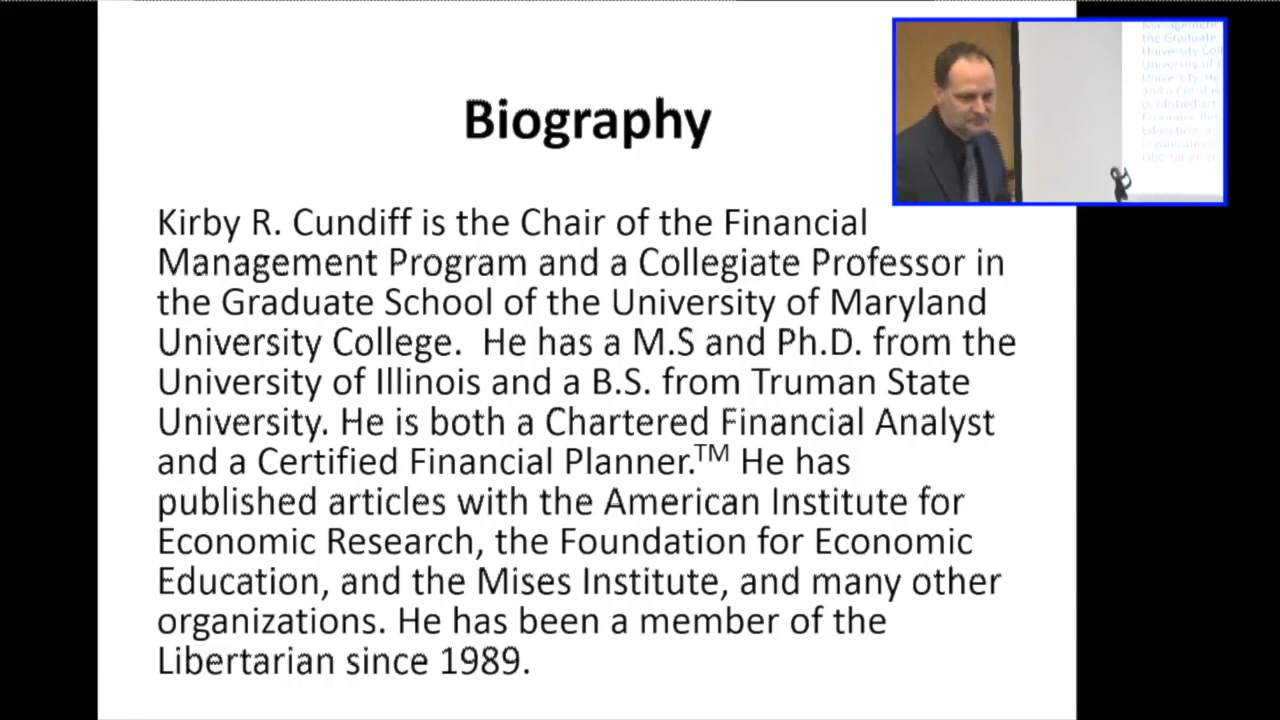 Biography
Kirby R. Cundiff is the Chair of the Financial
Management Program and a Collegiate Professor in
the Graduate School of the University of Maryland
University College.  He has a M.S and Ph.D. from the
University of Illinois and a B.S. from Truman State
University. He is both a Chartered Financial Analyst
and a Certified Financial Planner.TM He has
published articles with the American Institute for
Economic Research, the Foundation for Economic
Education, and the Mises Institute, and many other
organizations. He has been a member of the
Libertarian since 1989.
the Graduate
University Coll